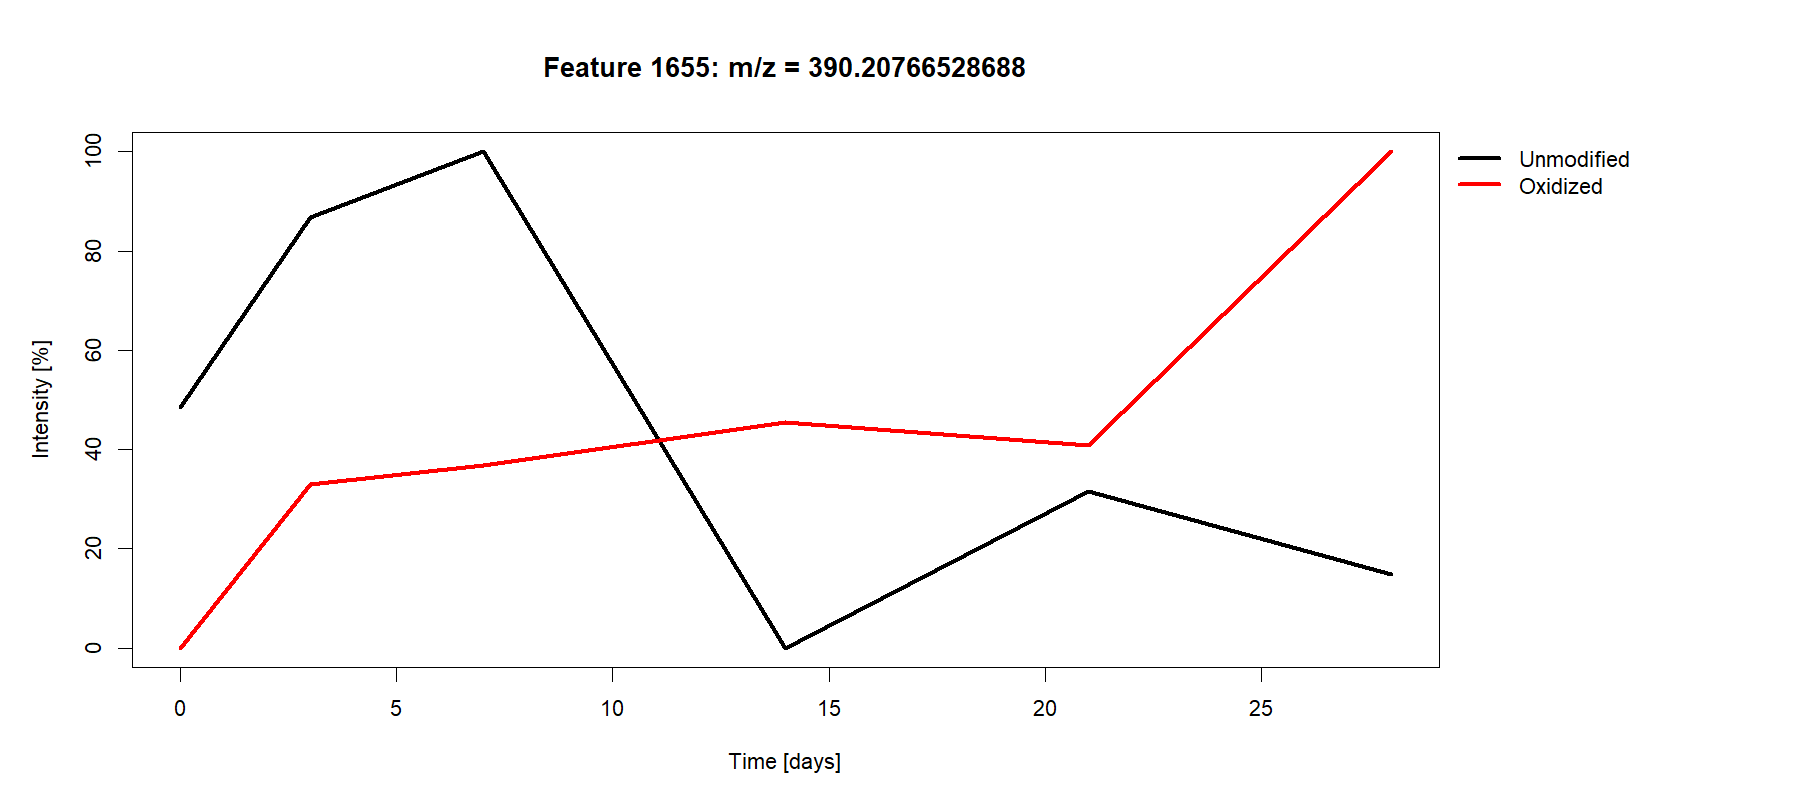 Feature 1655: m/z = 390.20766528688
Unmodified
Oxidized
Intensity [%]
100
80
60
40
20
0
0 5 10 15 20 25
Time [days]